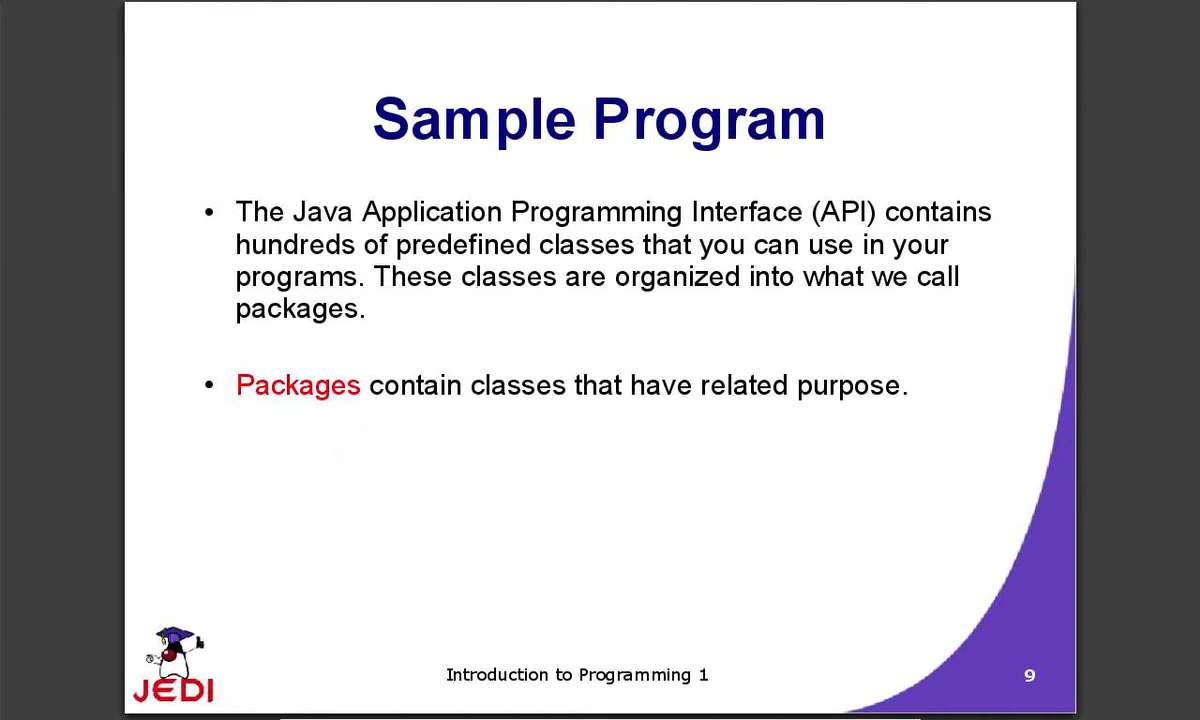 Sample Program
• The Java Application Programming Interface (API) contains
hundreds of predefined classes that you can use in your
programs. These classes are organized into what we call
packages.
• Packages contain classes that have related purpose.
JEDI
Introduction to Programming 1
9